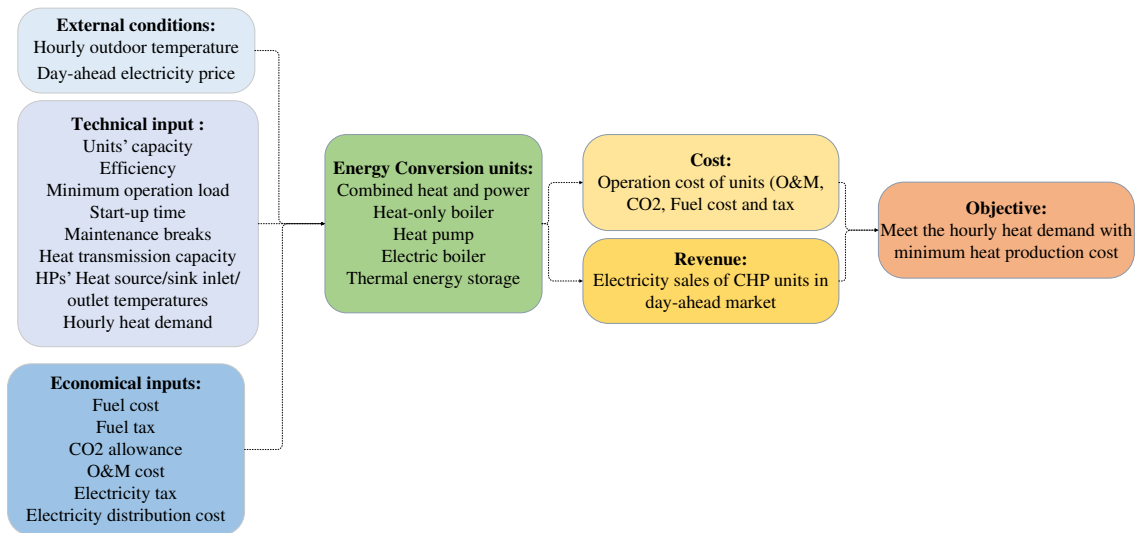 External conditions:
Hourly outdoor temperature
Day-ahead electricity price
Technical input :
Units' capacity
Efficiency
Minimum operation load
Start-up time
Maintenance breaks
Heat transmission capacity
HPs' Heat source/sink inlet/
outlet temperatures
Hourly heat demand
Economical inputs:
Fuel cost
Fuel tax
CO2 allowance
O&M cost
Electricity tax
Electricity distribution cost
Energy Conversion units:
Combined heat and power
Heat-only boiler
Heat pump
Electric boiler
Thermal energy storage
Cost:
Operation cost of units (O&M,
CO2, Fuel cost and tax
Revenue:
Electricity sales of CHP units in
day-ahead market
Objective:
Meet the hourly heat demand with
minimum heat production cost